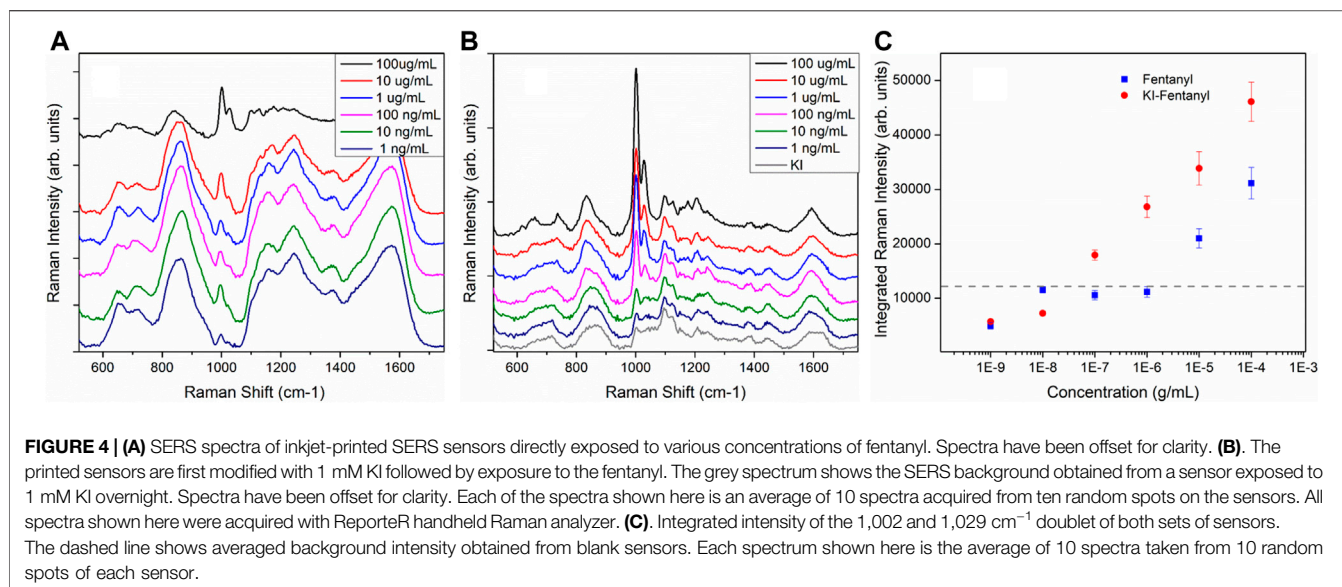 A
100ug/mL
10 ug/mL
1 ug/mL
100 ng/mL
10 ng/mL
1 ng/mL
Raman Intensity (arb. units)
600 800 1000 1200 1400 1600
Raman Shift (cm-1)
B
100 ug/mL
10 ug/mL
1 ug/mL
100 ng/mL
10 ng/mL
1 ng/mL
KI
Raman Intensity (arb. units)
600 800 1000 1200 1400 1600
Raman Shift (cm-1)
C
Fentanyl
KI-Fentanyl
Integrated Raman Intensity (arb. units)
50000
40000
30000
20000
10000
1E-9 1E-8 1E-7 1E-6 1E-5 1E-4 1E-3
Concentration (g/mL)
FIGURE 4 | (A) SERS spectra of inkjet-printed SERS sensors directly exposed to various concentrations of fentanyl. Spectra have been offset for clarity. (B). The
printed sensors are first modified with 1 mM KI followed by exposure to the fentanyl. The grey spectrum shows the SERS background obtained from a sensor exposed to
1 mM KI overnight. Spectra have been offset for clarity. Each of the spectra shown here is an average of 10 spectra acquired from ten random spots on the sensors. All
spectra shown here were acquired with ReporteR handheld Raman analyzer. (C). Integrated intensity of the 1,002 and 1,029 cm⁻¹ doublet of both sets of sensors.
The dashed line shows averaged background intensity obtained from blank sensors. Each spectrum shown here is the average of 10 spectra taken from 10 random
spots of each sensor.